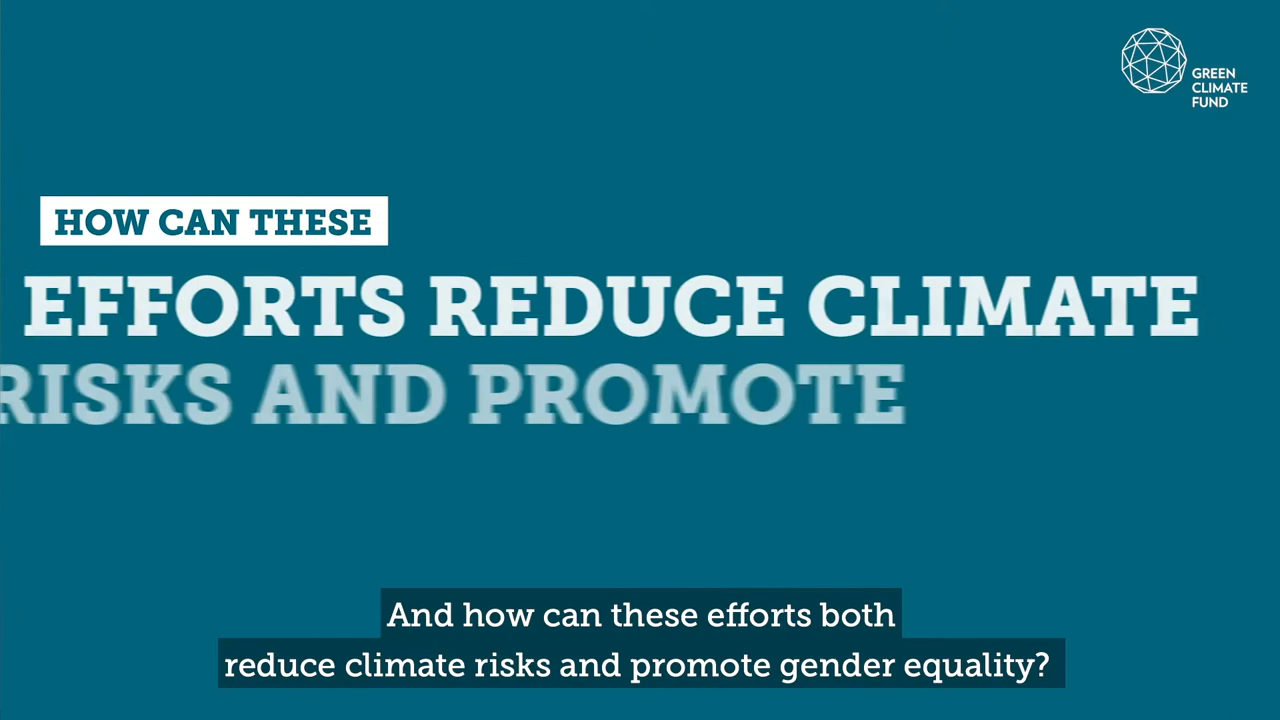 GREEN
CLIMATE
FUND
HOW CAN THESE
EFFORTS REDUCE CLIMATE
RISKS AND PROMOTE
And how can these efforts both
reduce climate risks and promote gender equality?